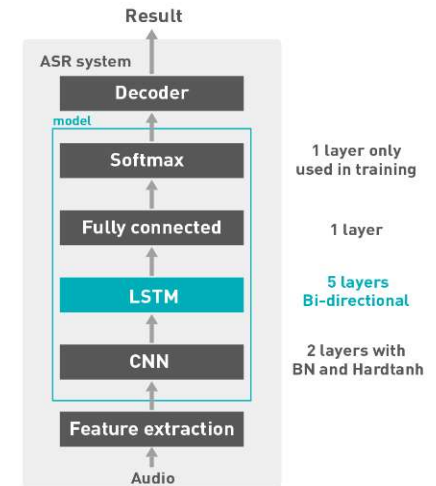 Result
ASR system
Decoder
model
Softmax
1 layer only
used in training
Fully connected
1 layer
LSTM
5 layers
Bi-directional
CNN
2 layers with
BN and Hardtanh
Feature extraction
Audio